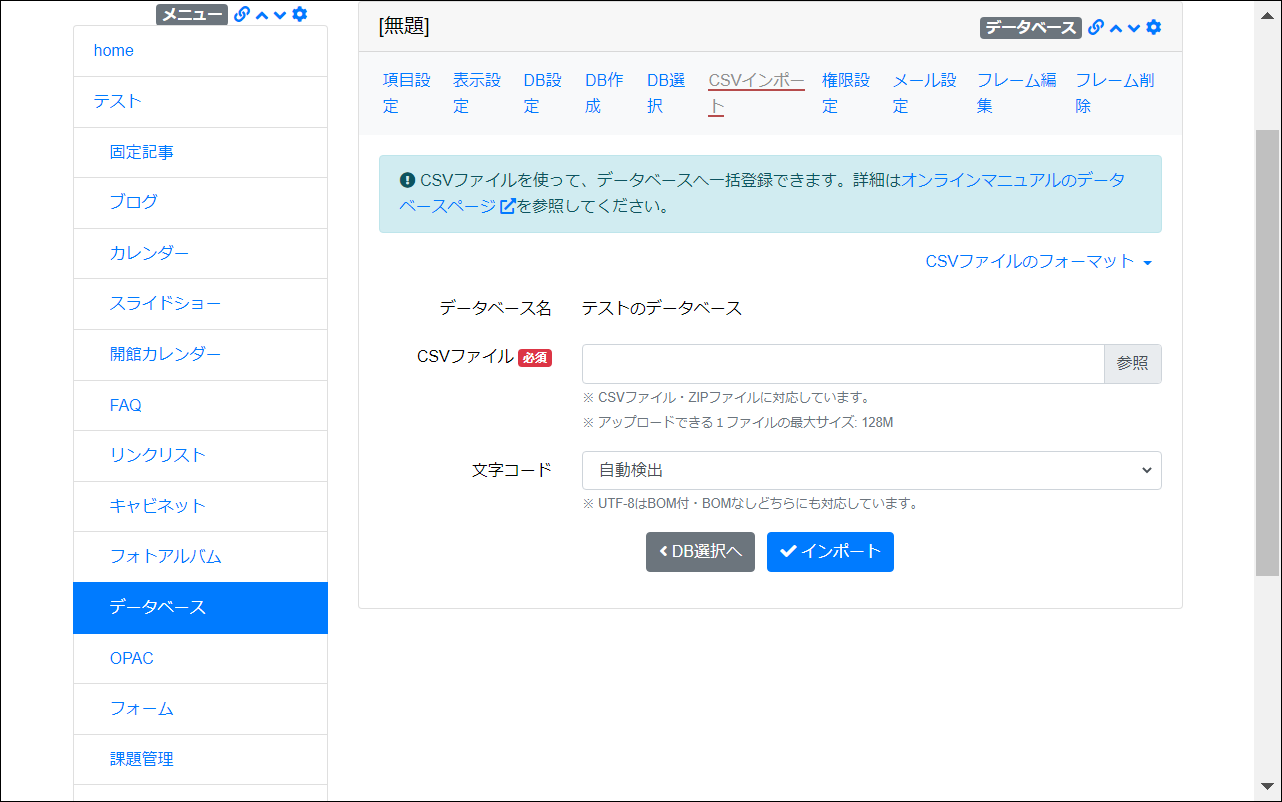 メニュー
home
テスト
固定記事
ブログ
カレンダー
スライドショー
開館カレンダー
FAQ
リンクリスト
キャビネット
フォトアルバム
データベース
OPAC
フォーム
課題管理
[無題]
データベース
項目設定
表示設定
DB設定
DB作成
DB選択
CSVインポート
権限設定
メール設定
フレーム編集
フレーム削除
CSVファイルを使って、データベースへ一括登録できます。詳細はオンラインマニュアルのデータ
ベースページを参照してください。
CSVファイルのフォーマット
データベース名 テストのデータベース
CSVファイル 必須
参照
※ CSVファイル・ZIPファイルに対応しています。
※ アップロードできる１ファイルの最大サイズ: 128M
文字コード 自動検出
※ UTF-8はBOM付・BOMなしどちらにも対応しています。
DB選択へ インポート